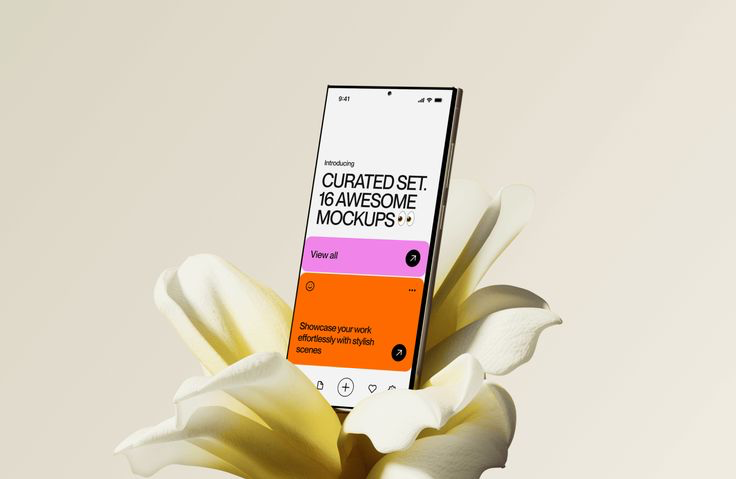 9:41
Introducing
CURATED SET.
16 AWESOME
MOCKUPS👀
View all
Showcase your work
effortlessly with stylish
scenes